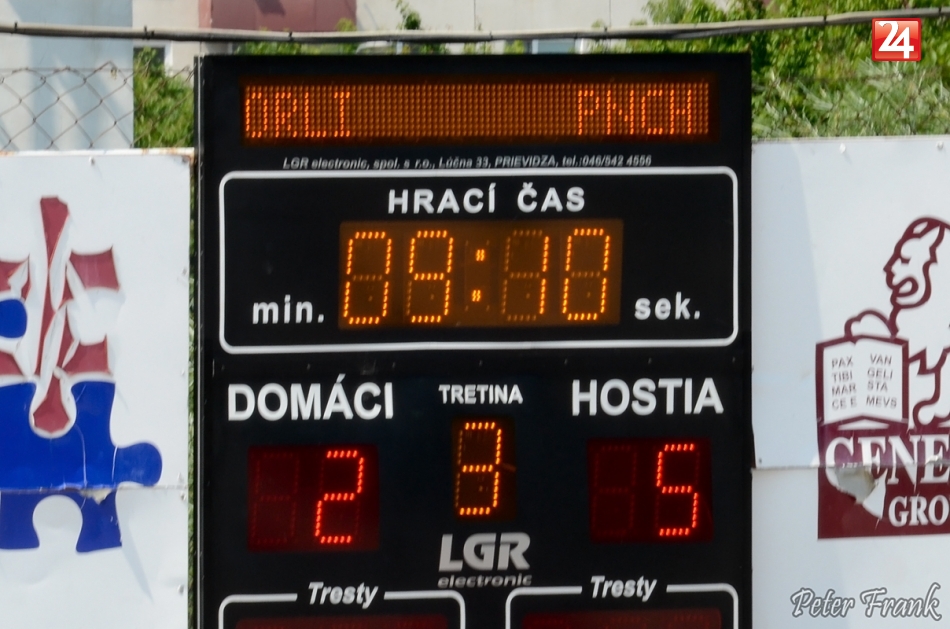 24
ORLI PNCH
LGR electronic, spol. s r.o., Lúčna 33, PRIEVIDZA, tel.:046/542 4556
HRACÍ ČAS
min. 09:10 sek.
DOMÁCI TRETINA HOSTIA
2 3 5
LGR
electronic
Tresty Tresty
PAX VAN
TIBI GELI
MAR STA
CE E MEVS
GENE
GRO
Peter Frank